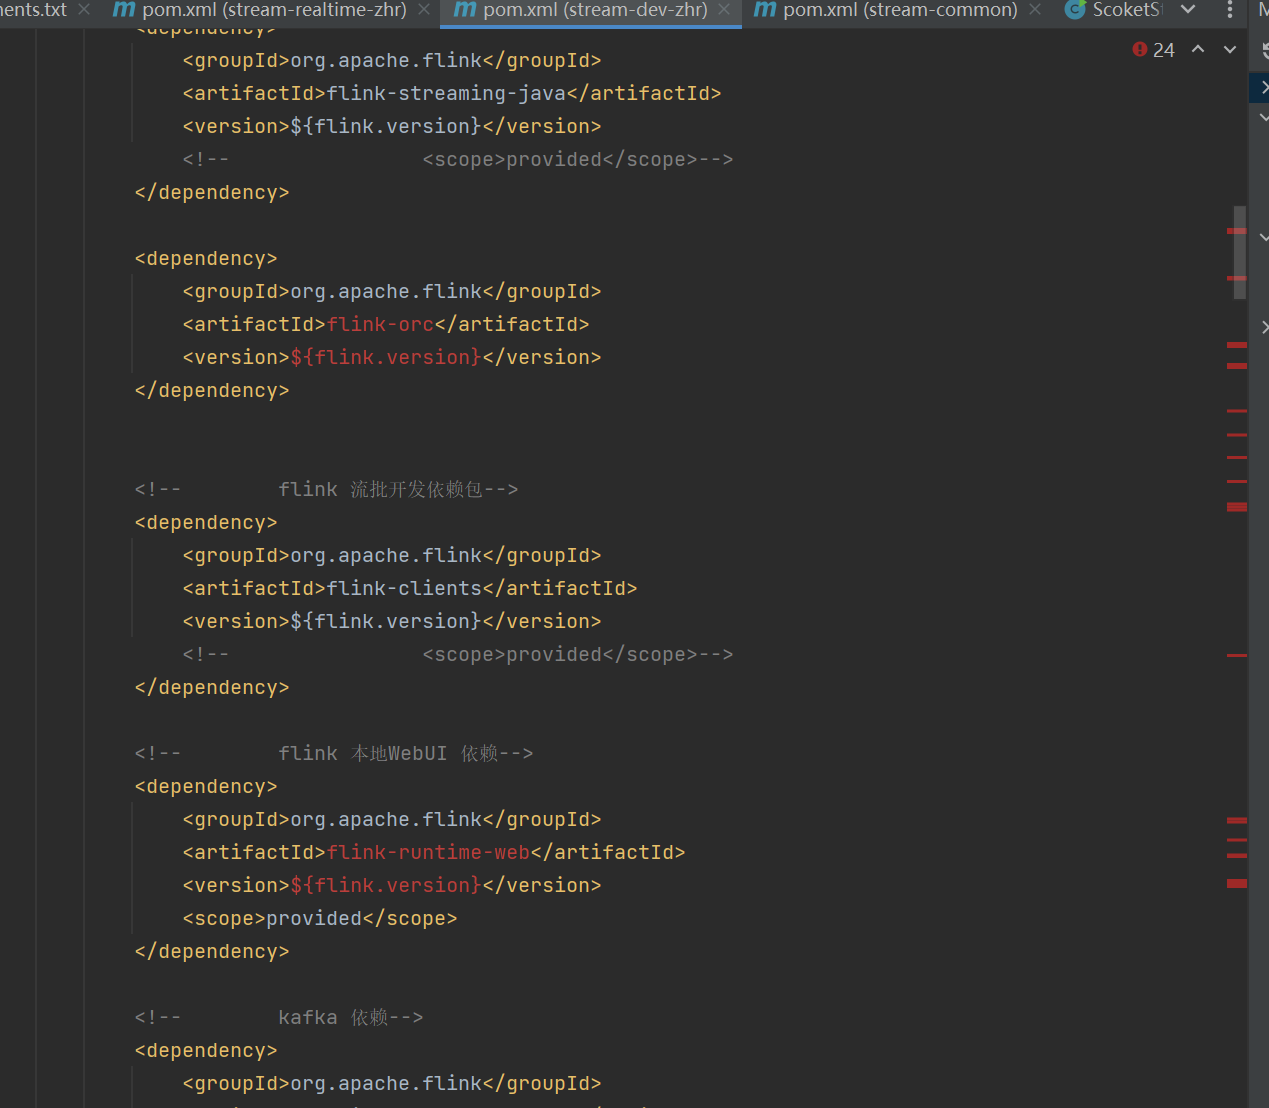 nents.txt pom.xml (stream-realtime-zhr) pom.xml (stream-dev-zhr) pom.xml (stream-common) ScoketSt
24
<dependency>
<groupId>org.apache.flink</groupId>
<artifactId>flink-streaming-java</artifactId>
<version>${flink.version}</version>
<!-- <scope>provided</scope>-->
</dependency>
<dependency>
<groupId>org.apache.flink</groupId>
<artifactId>flink-orc</artifactId>
<version>${flink.version}</version>
</dependency>
<!-- flink 流批开发依赖包-->
<dependency>
<groupId>org.apache.flink</groupId>
<artifactId>flink-clients</artifactId>
<version>${flink.version}</version>
<!-- <scope>provided</scope>-->
</dependency>
<!-- flink 本地WebUI 依赖-->
<dependency>
<groupId>org.apache.flink</groupId>
<artifactId>flink-runtime-web</artifactId>
<version>${flink.version}</version>
<scope>provided</scope>
</dependency>
<!-- kafka 依赖-->
<dependency>
<groupId>org.apache.flink</groupId>